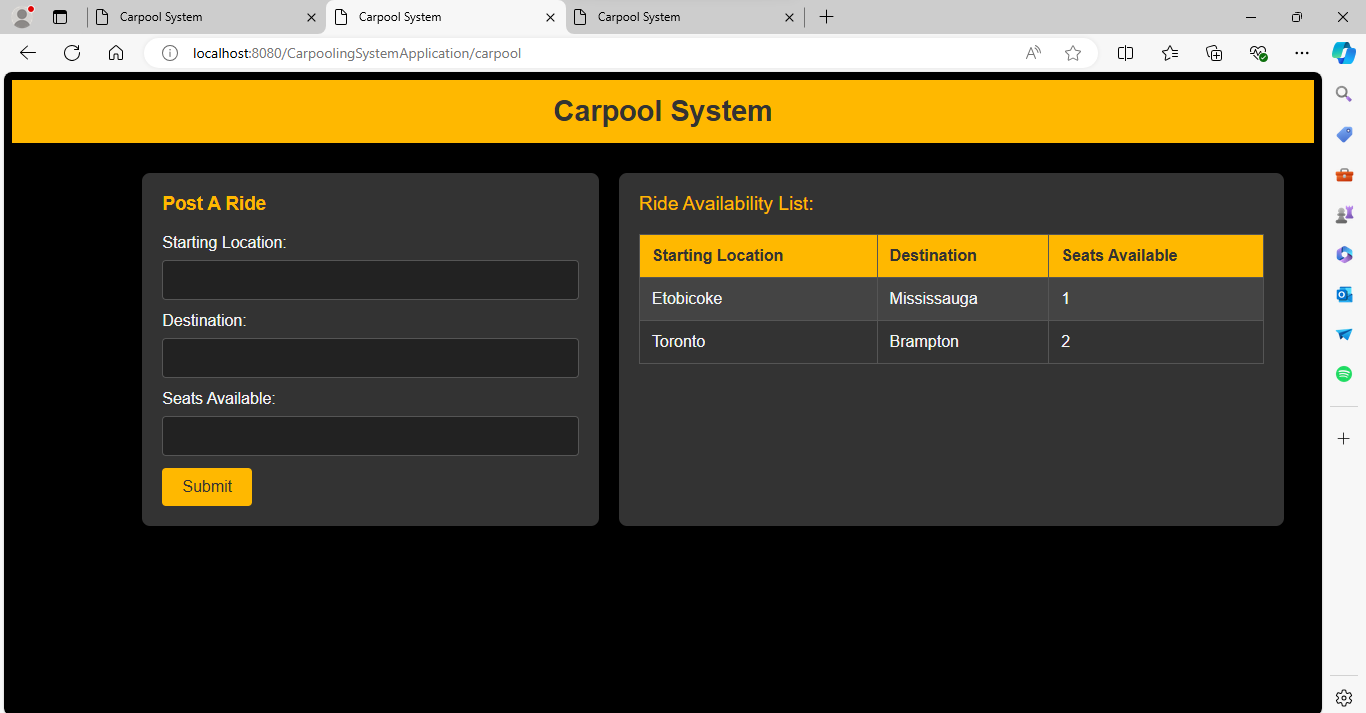 Carpool System
Carpool System
Carpool System
localhost:8080/CarpoolingSystemApplication/carpool
Carpool System
Post A Ride
Starting Location:
Destination:
Seats Available:
Submit
Ride Availability List:
Starting Location Destination Seats Available
Etobicoke Mississauga 1
Toronto Brampton 2